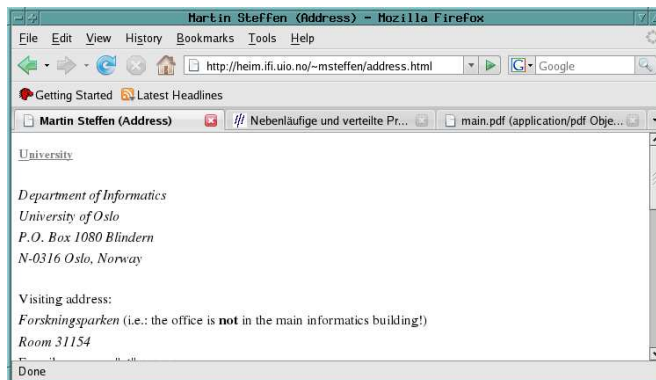 Martin Steffen (Address) - Mozilla Firefox
File Edit View History Bookmarks Tools Help
http://heim.ifi.uio.no/~msteffen/address.html G Google
Getting Started Latest Headlines
Martin Steffen (Address) Nebenläufige und verteilte Pr... main.pdf (application/pdf Obje...
University
Department of Informatics
University of Oslo
P.O. Box 1080 Blindern
N-0316 Oslo, Norway
Visiting address:
Forskningsparken (i.e.: the office is not in the main informatics building!)
Room 31154
Done